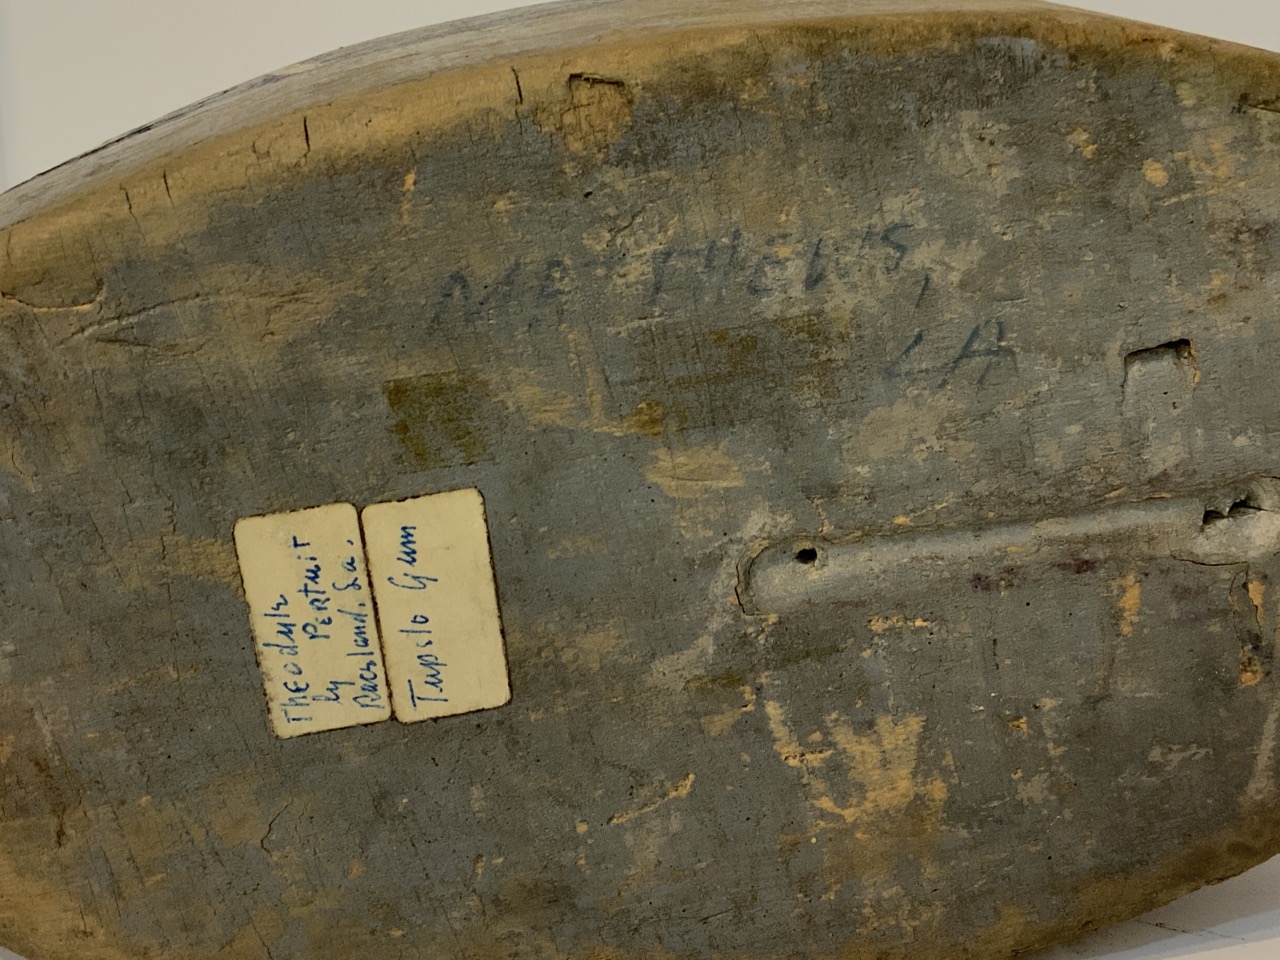 MATTHEWS,
LA
THEodule
by PERtuit
Raceland. La.
Tupelo Gum